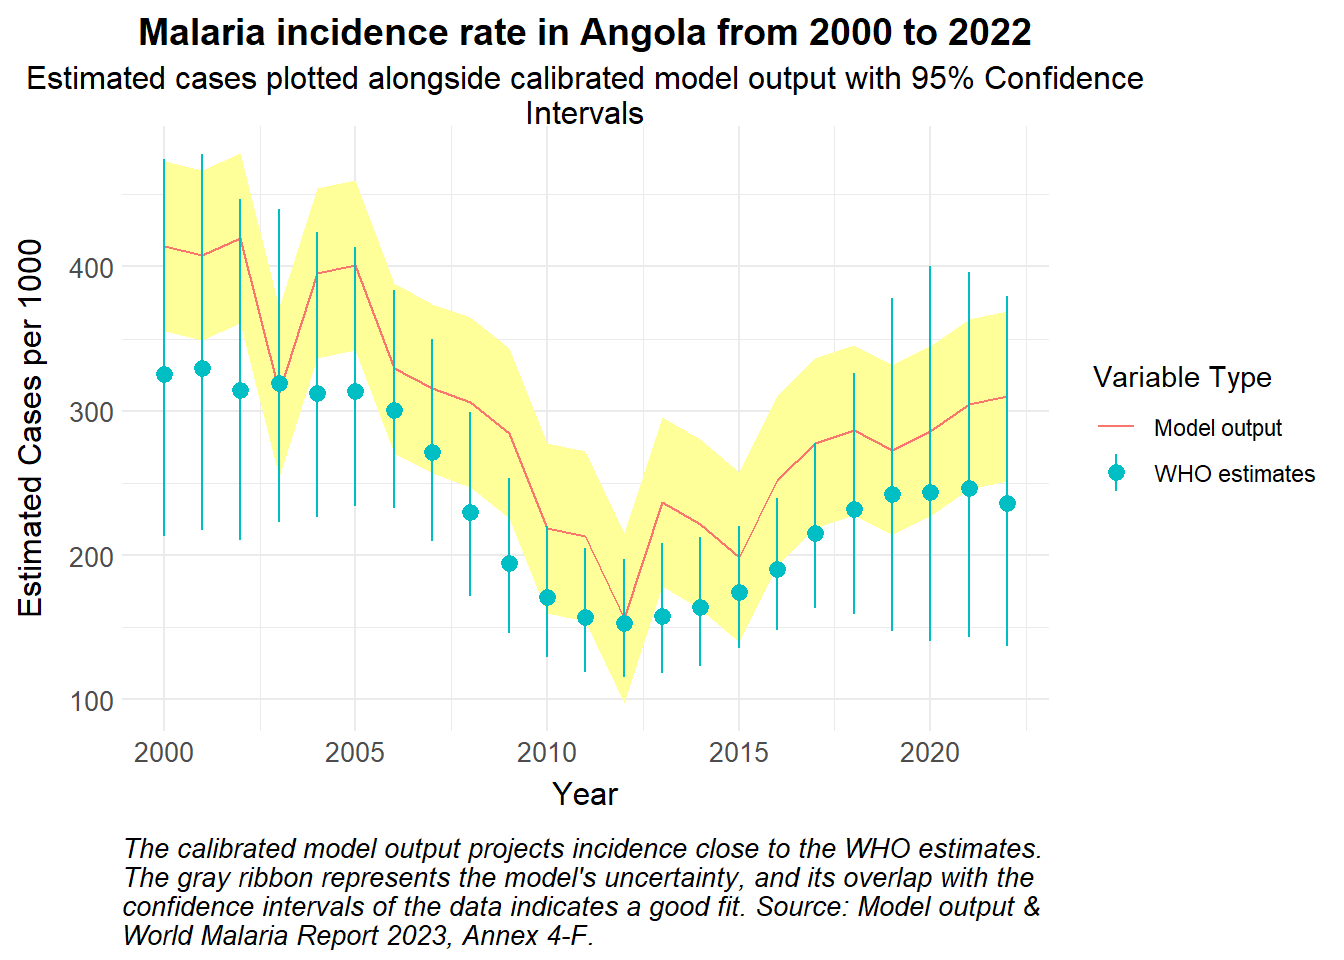 Malaria incidence rate in Angola from 2000 to 2022
Estimated cases plotted alongside calibrated model output with 95% Confidence
Intervals
Estimated Cases per 1000
400
300
200
100
2000
2005
2010
2015
2020
Year
Variable Type
Model output
WHO estimates
The calibrated model output projects incidence close to the WHO estimates.
The gray ribbon represents the model's uncertainty, and its overlap with the
confidence intervals of the data indicates a good fit. Source: Model output &
World Malaria Report 2023, Annex 4-F.